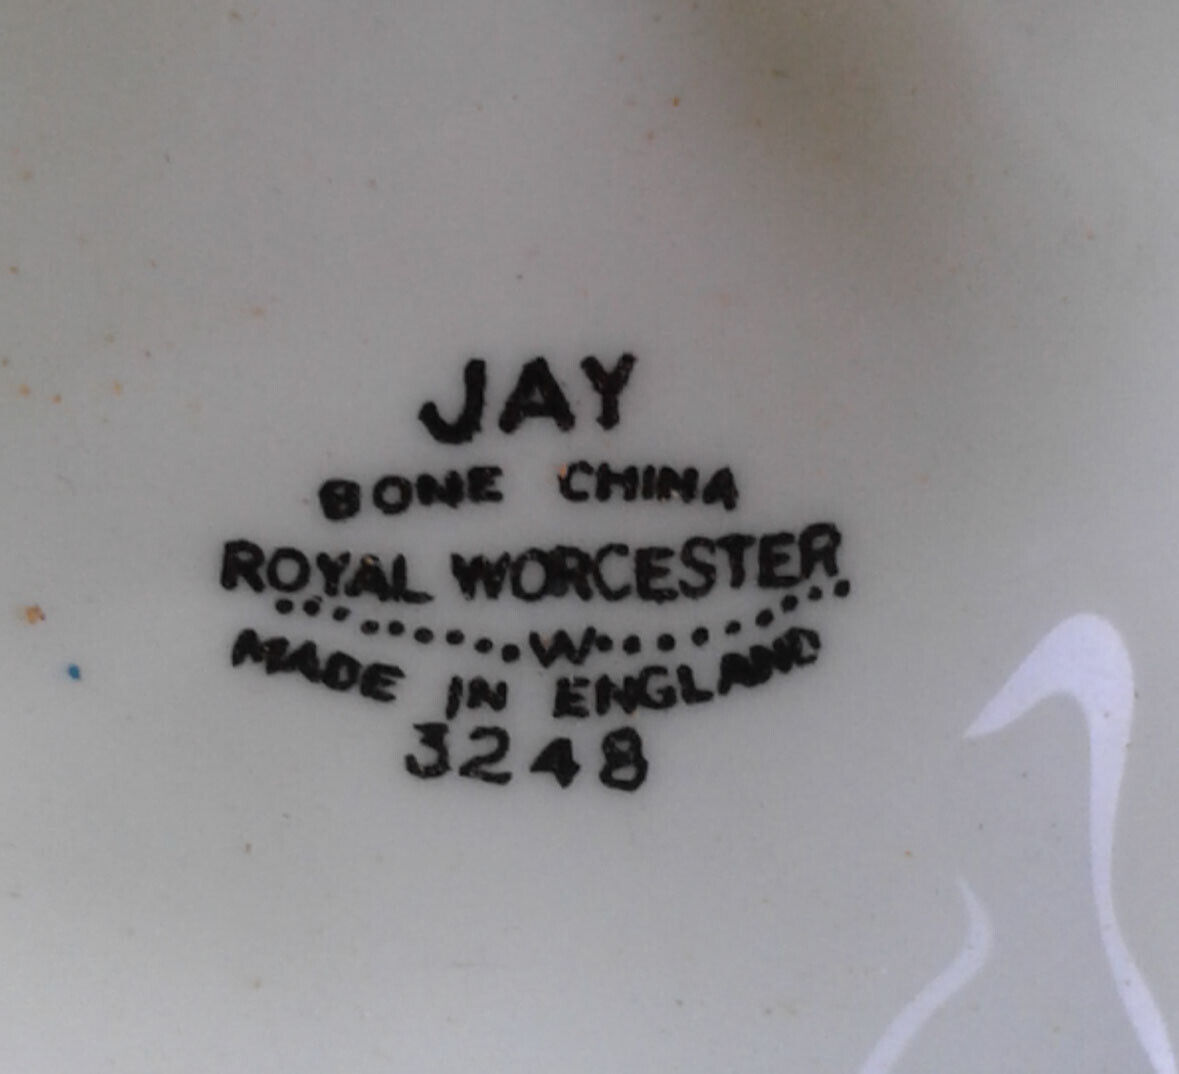 JAY
BONE CHINA
ROYAL WORCESTER
W
MADE IN ENGLAND
3248